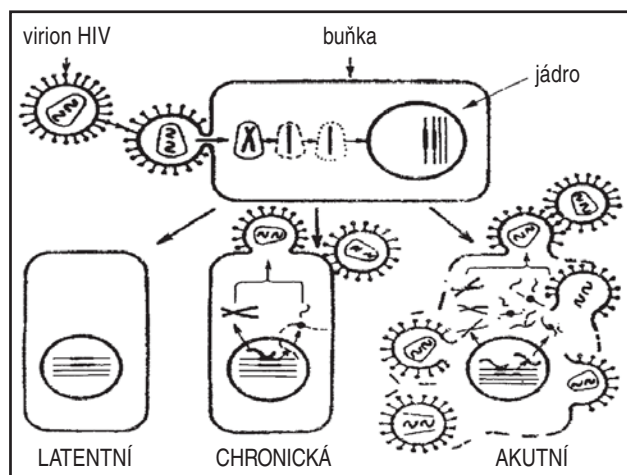 virion HIV
buňka
jádro
LATENTNÍ
CHRONICKÁ
AKUTNÍ